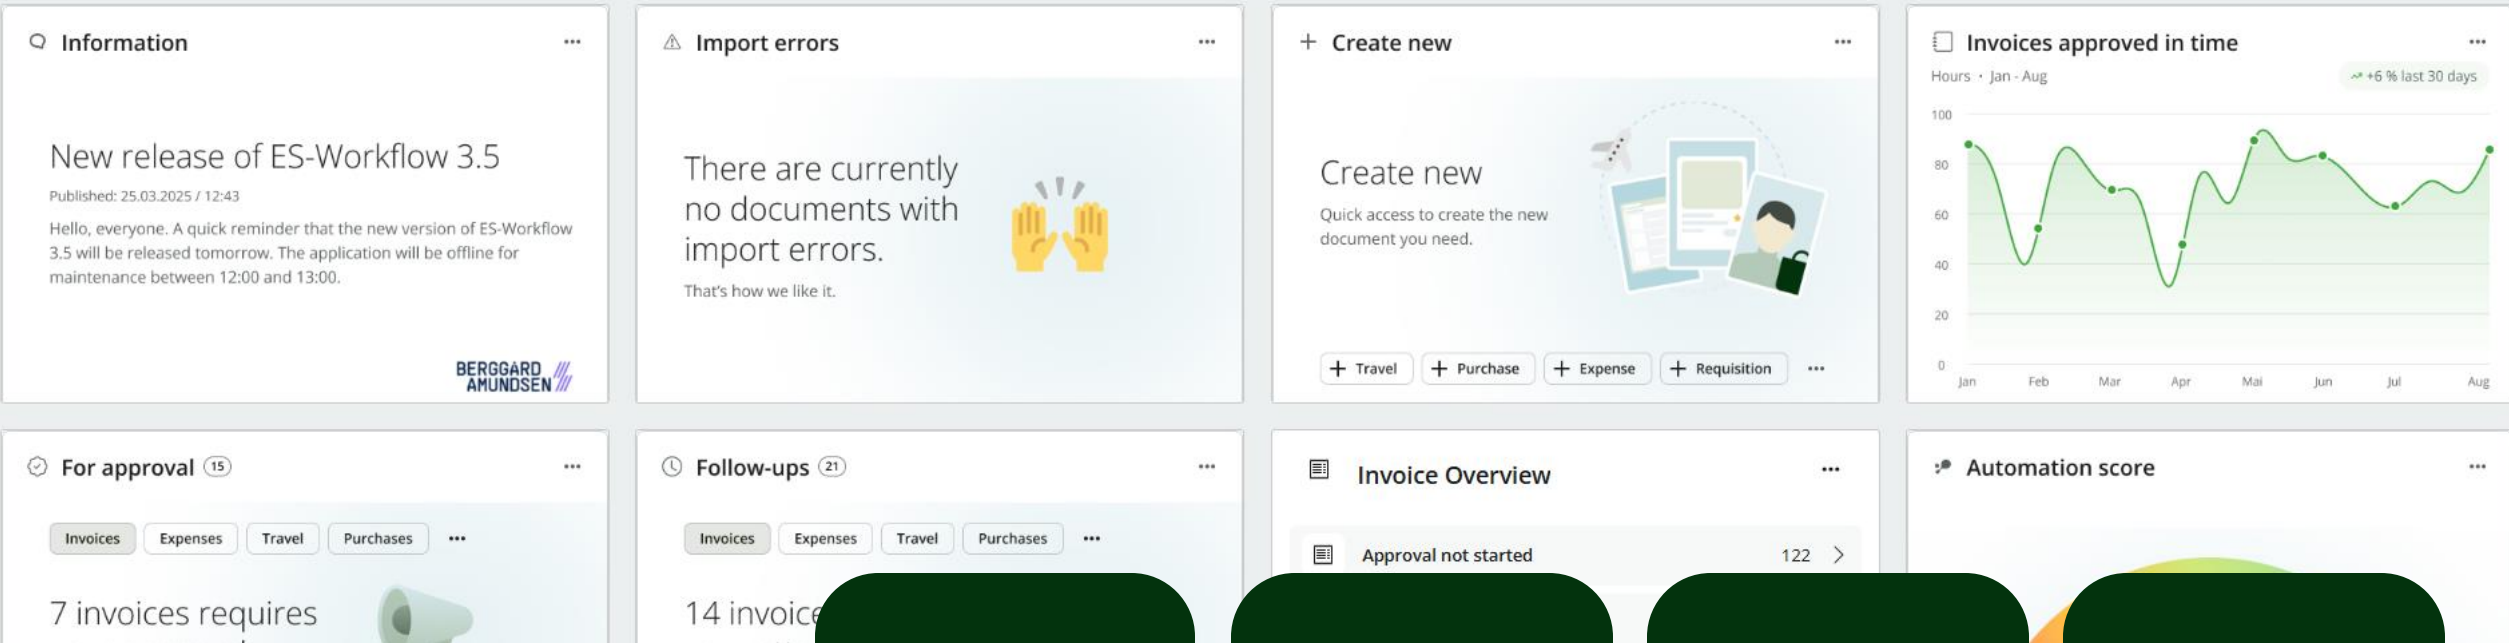 Information
New release of ES-Workflow 3.5
Published: 25.03.2025 / 12:43
Hello, everyone. A quick reminder that the new version of ES-Workflow
3.5 will be released tomorrow. The application will be offline for
maintenance between 12:00 and 13:00.
BERGGÅRD
AMUNDSEN
Import errors
There are currently
no documents with
import errors.
That's how we like it.
Create new
Create new
Quick access to create the new
document you need.
Travel
Purchase
Expense
Requisition
Invoices approved in time
Hours • Jan - Aug
+6 % last 30 days
100
80
60
40
20
0
Jan Feb Mar Apr Mai Jun Jul Aug
For approval 15
Invoices Expenses Travel Purchases
7 invoices requires
Follow-ups 21
Invoices Expenses Travel Purchases
14
Invoice Overview
Approval not started 122
Automation score